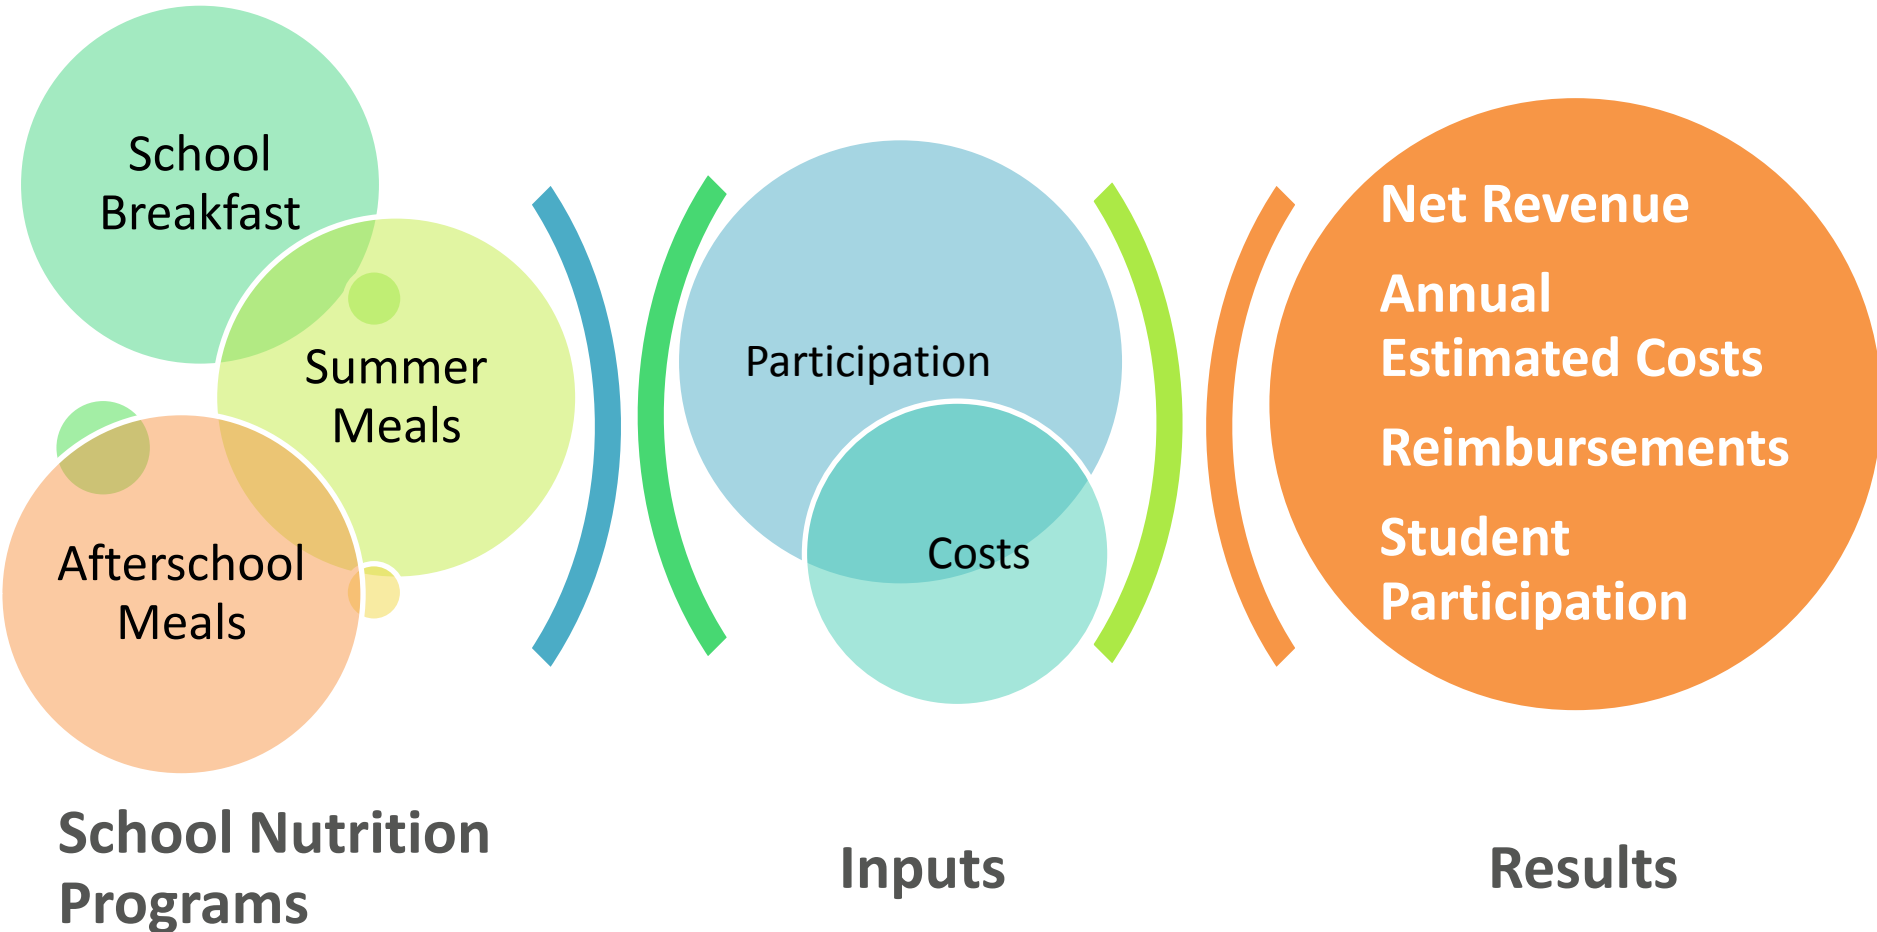 School
Breakfast
Summer
Meals
Afterschool
Meals
School Nutrition
Programs
Participation
Costs
Inputs
Net Revenue
Annual
Estimated Costs
Reimbursements
Student
Participation
Results